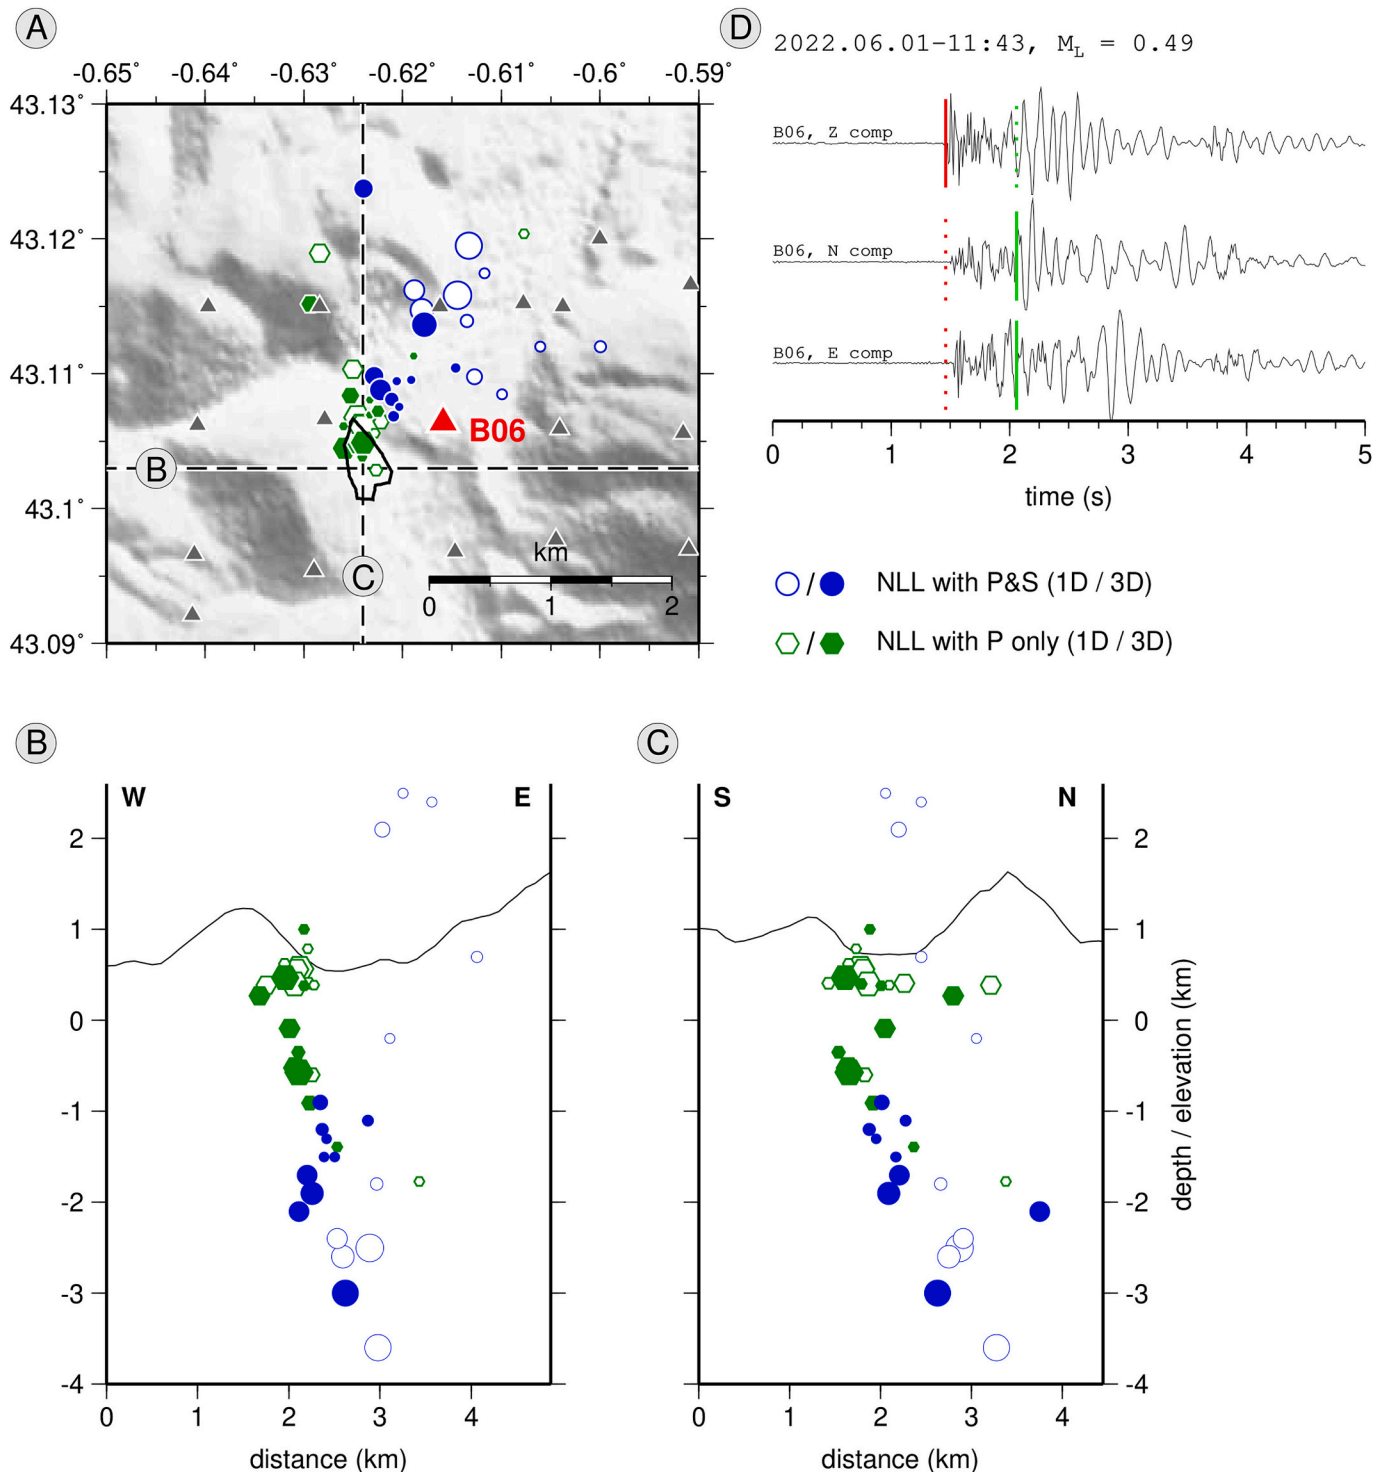 A
D
2022.06.01-11:43, ML = 0.49
-0.65° -0.64° -0.63° -0.62° -0.61° -0.6° -0.59°
43.13°
43.12°
43.11°
43.1°
43.09°
B06
B
C
km
0 1 2
B06, Z comp
B06, N comp
B06, E comp
0 1 2 3 4 5
time (s)
/ NLL with P&S (1D / 3D)
/ NLL with P only (1D / 3D)
B
W E
2
1
0
-1
-2
-3
-4
0 1 2 3 4
distance (km)
C
S N
2
1
0
-1
-2
-3
-4
depth / elevation (km)
0 1 2 3 4
distance (km)